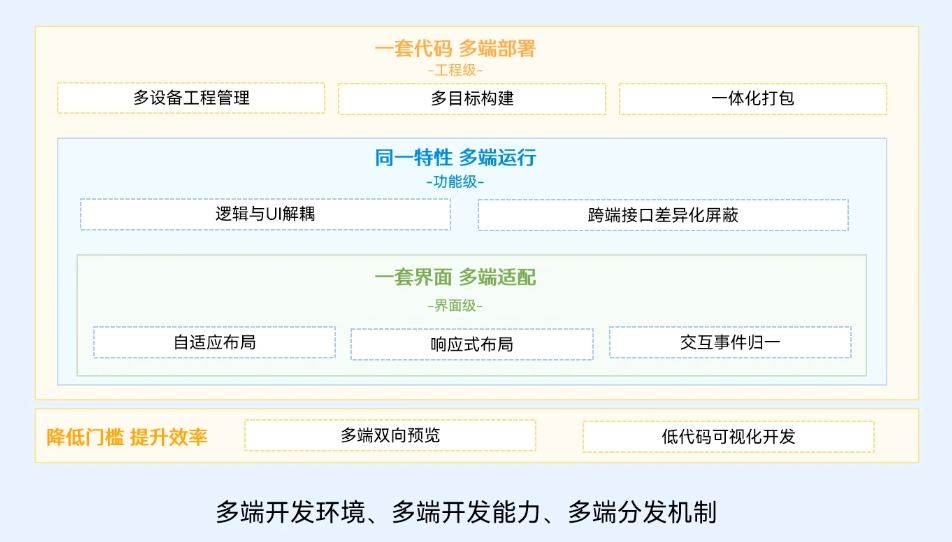 一套代码 多端部署
-工程级-
多设备工程管理
多目标构建
一体化打包
同一特性 多端运行
-功能级-
逻辑与UI解耦
跨端接口差异化屏蔽
一套界面 多端适配
-界面级-
自适应布局
响应式布局
交互事件归一
降低门槛 提升效率
多端双向预览
低代码可视化开发
多端开发环境、多端开发能力、多端分发机制